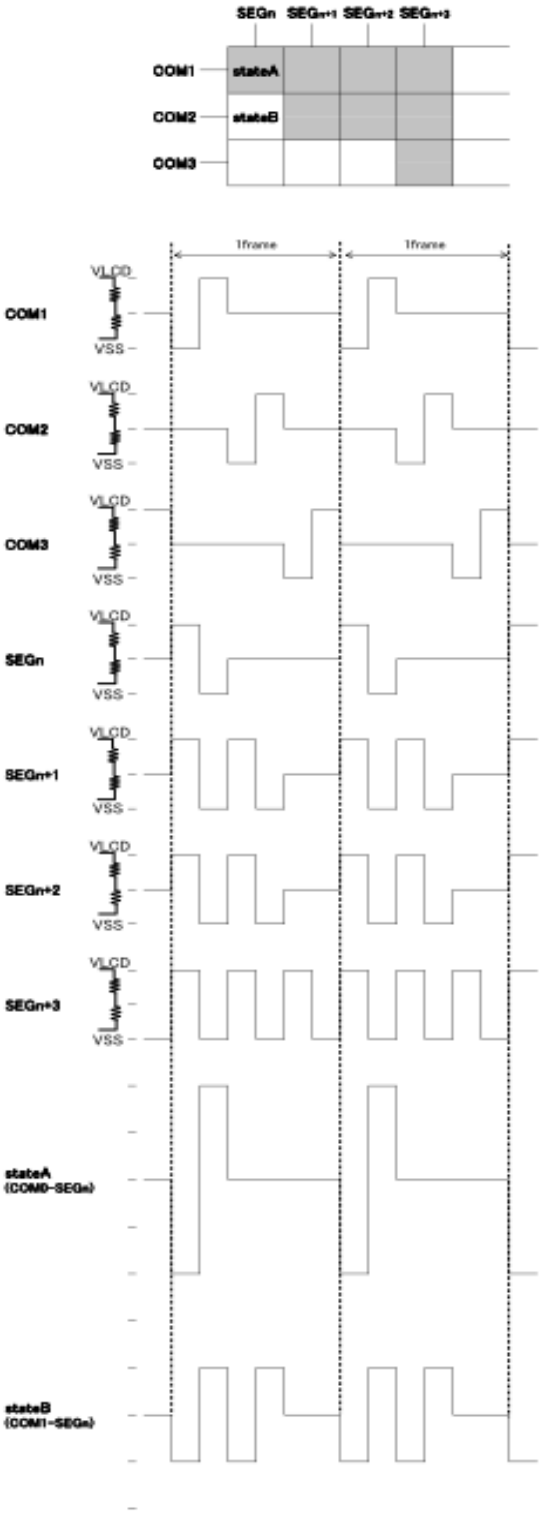 SEGn SEGn+1 SEGn+2 SEGn+3
COM1 stateA
COM2 stateB
COM3
1frame 1frame
VLCD
COM1
VSS
VLCD
COM2
VSS
VLCD
COM3
VSS
VLCD
SEGn
VSS
VLCD
SEGn+1
VSS
VLCD
SEGn+2
VSS
VLCD
SEGn+3
VSS
stateA
(COM0-SEGn)
stateB
(COM1-SEGn)